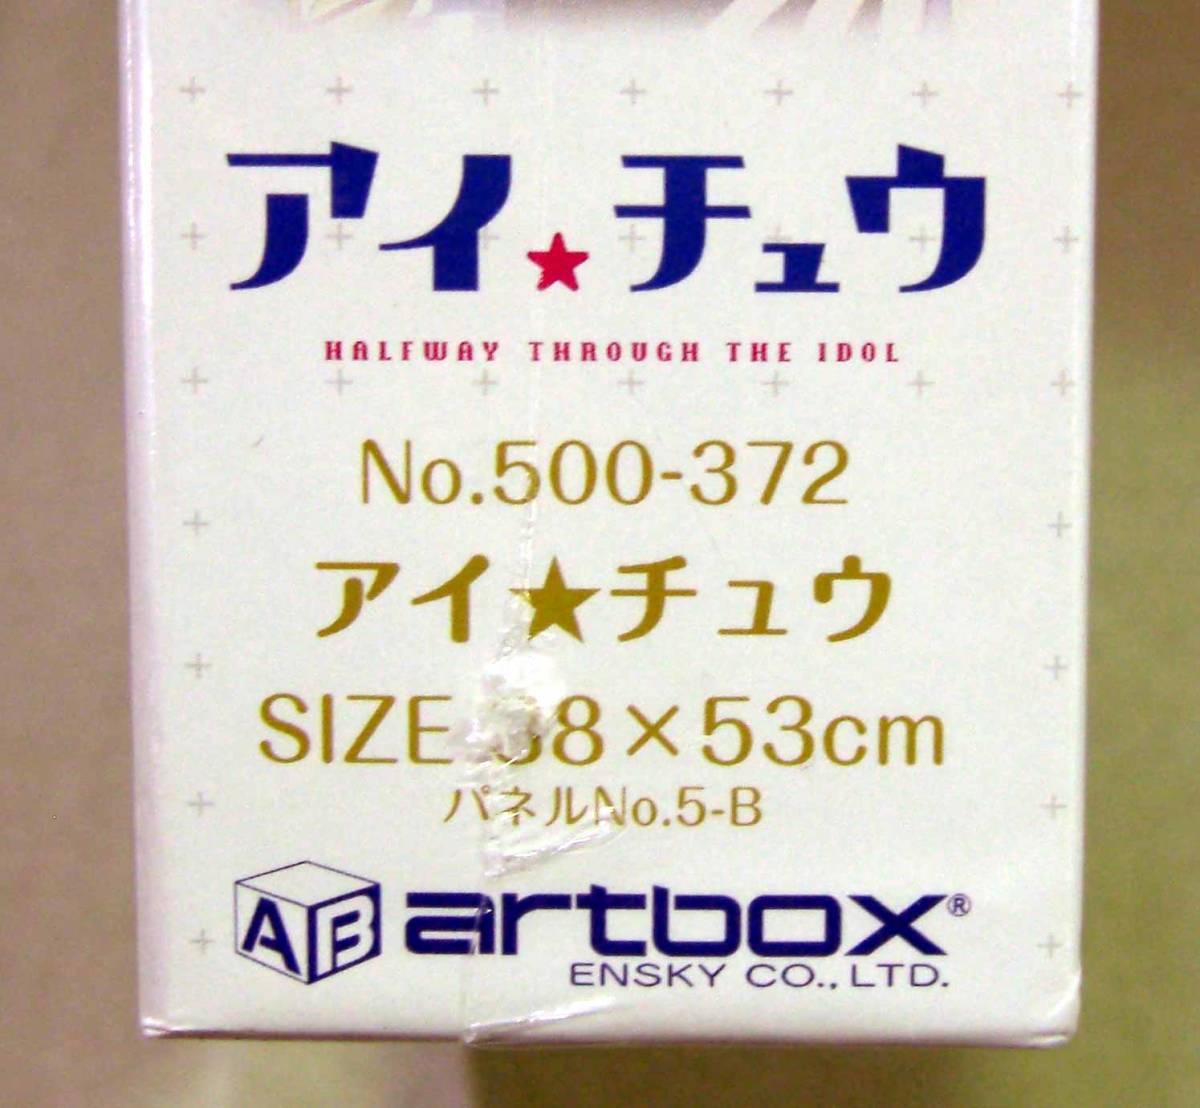 アイ★チュウ
HALFWAY THROUGH THE IDOL
No.500-372
アイ★チュウ
SIZE 38×53cm
パネルNo.5-B
AB artbox®
ENSKY CO., LTD.